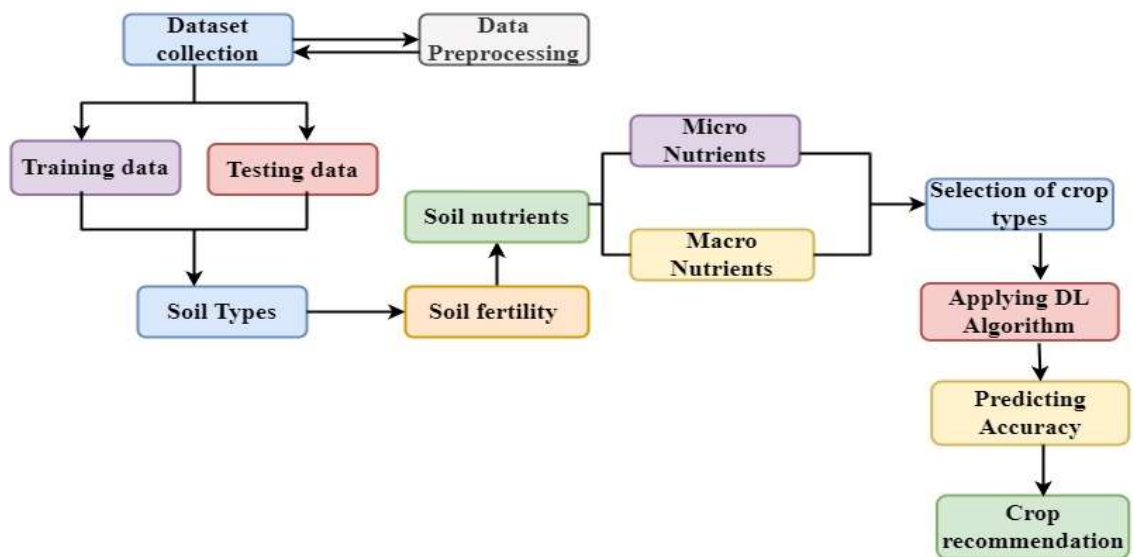 Dataset
collection
Data
Preprocessing
Training data
Testing data
Micro
Nutrients
Soil nutrients
Selection of crop
types
Macro
Nutrients
Soil Types
Soil fertility
Applying DL
Algorithm
Predicting
Accuracy
Crop
recommendation